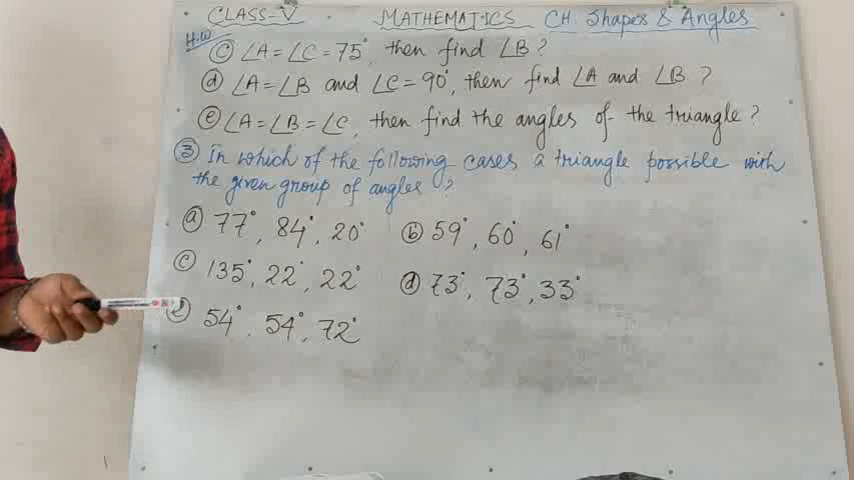 CLASS-V MATHEMATICS CH: Shapes & Angles
H.W
ⓒ ∠A = ∠C = 75°, then find ∠B?
ⓓ ∠A = ∠B and ∠C = 90°, then find ∠A and ∠B?
ⓔ ∠A = ∠B = ∠C, then find the angles of the triangle?
③ In which of the following cases a triangle possible with
the given group of angles?
ⓐ 77°, 84°, 20° ⓑ 59°, 60°, 61°
ⓒ 135°, 22°, 22° ⓓ 73°, 73°, 33°
ⓔ 54°, 54°, 72°